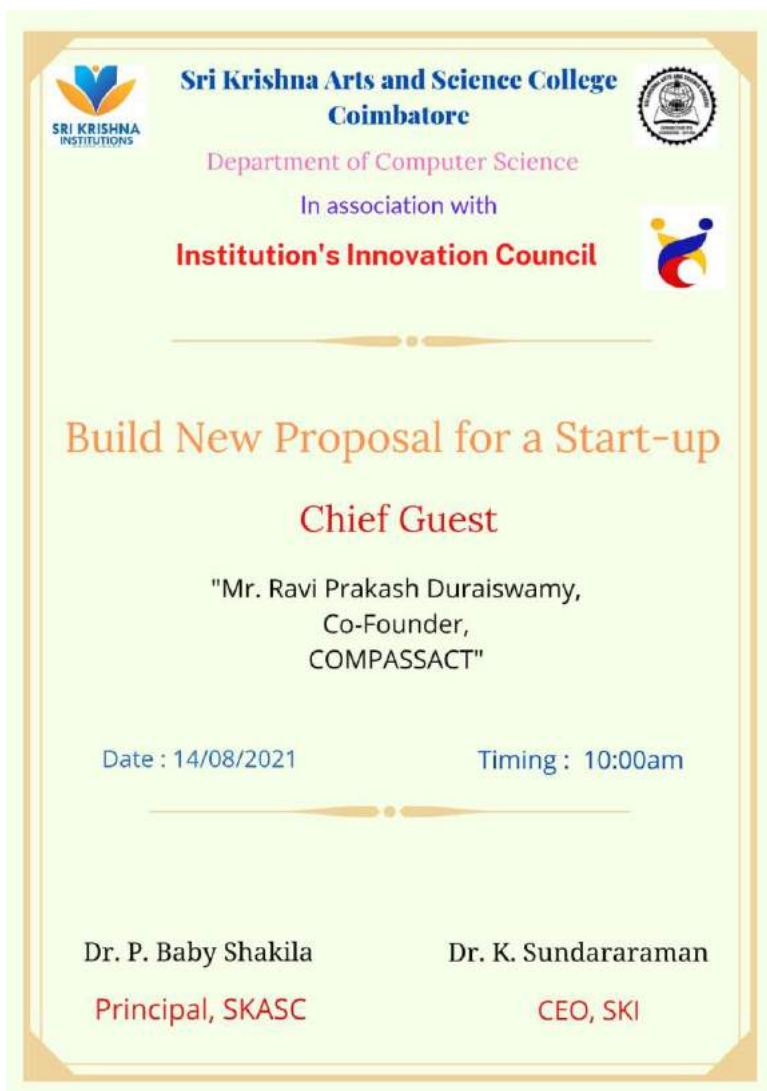 Sri Krishna Arts and Science College
Coimbatore
SRI KRISHNA
INSTITUTIONS
Department of Computer Science
In association with
Institution's Innovation Council
Build New Proposal for a Start-up
Chief Guest
"Mr. Ravi Prakash Duraiswamy,
Co-Founder,
COMPASSACT"
Date : 14/08/2021
Timing : 10:00am
Dr. P. Baby Shakila
Dr. K. Sundararaman
Principal, SKASC
CEO, SKI